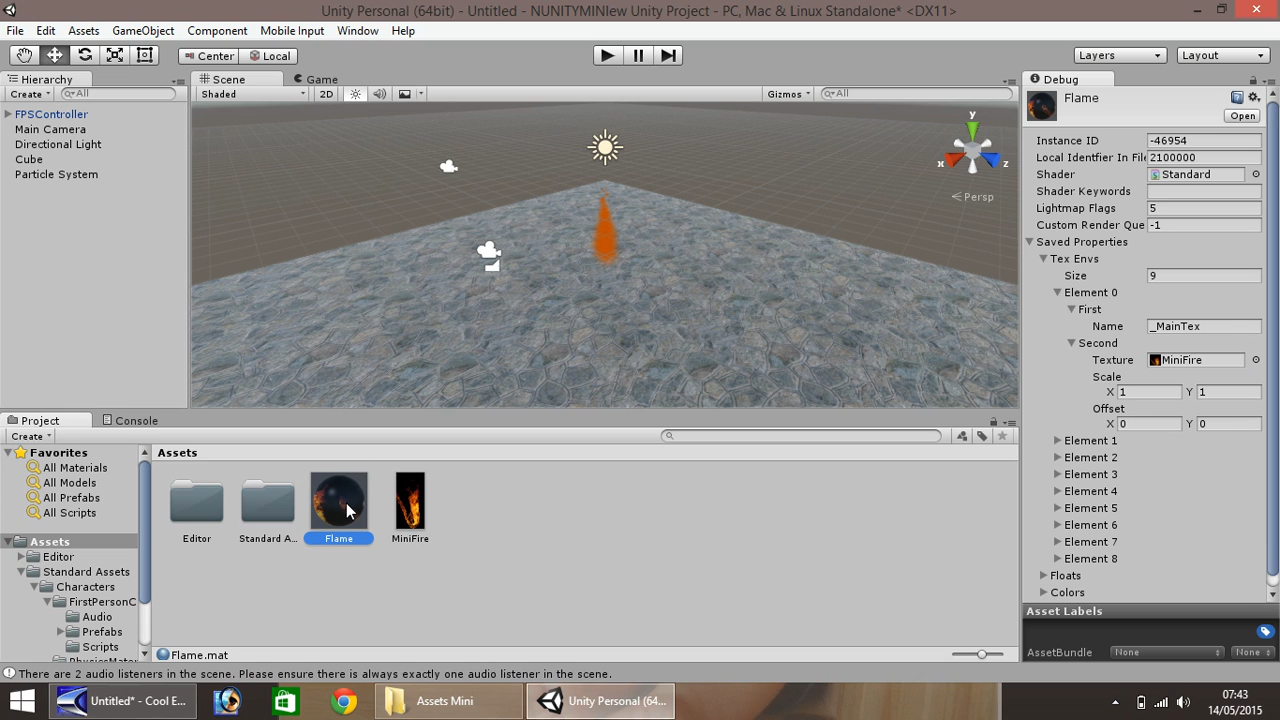 Unity Personal (64bit) - Untitled - NUNITYMINIew Unity Project - PC, Mac & Linux Standalone* <DX11>
File Edit Assets GameObject Component Mobile Input Window Help
Center Local Layers Layout
Hierarchy
Create All
FPSController
Main Camera
Directional Light
Cube
Particle System
Scene Game
Shaded 2D Gizmos All
y
x z
Persp
Debug
Flame
Open
Instance ID -46954
Local Identfier In Fil 2100000
Shader Standard
Shader Keywords
Lightmap Flags 5
Custom Render Que -1
Saved Properties
Tex Envs
Size 9
Element 0
First
Name _MainTex
Second
Texture MiniFire
Scale
X 1 Y 1
Offset
X 0 Y 0
Element 1
Element 2
Element 3
Element 4
Element 5
Element 6
Element 7
Element 8
Floats
Colors
Asset Labels
AssetBundle None None
Project Console
Create
Favorites
All Materials
All Models
All Prefabs
All Scripts
Assets
Editor
Standard Assets
Characters
FirstPersonC
Audio
Prefabs
Scripts
PhysicsMater
Assets
Editor Standard A... Flame MiniFire
Flame.mat
There are 2 audio listeners in the scene. Please ensure there is always exactly one audio listener in the scene.
Untitled* - Cool E... Assets Mini Unity Personal (64...
07:43
14/05/2015